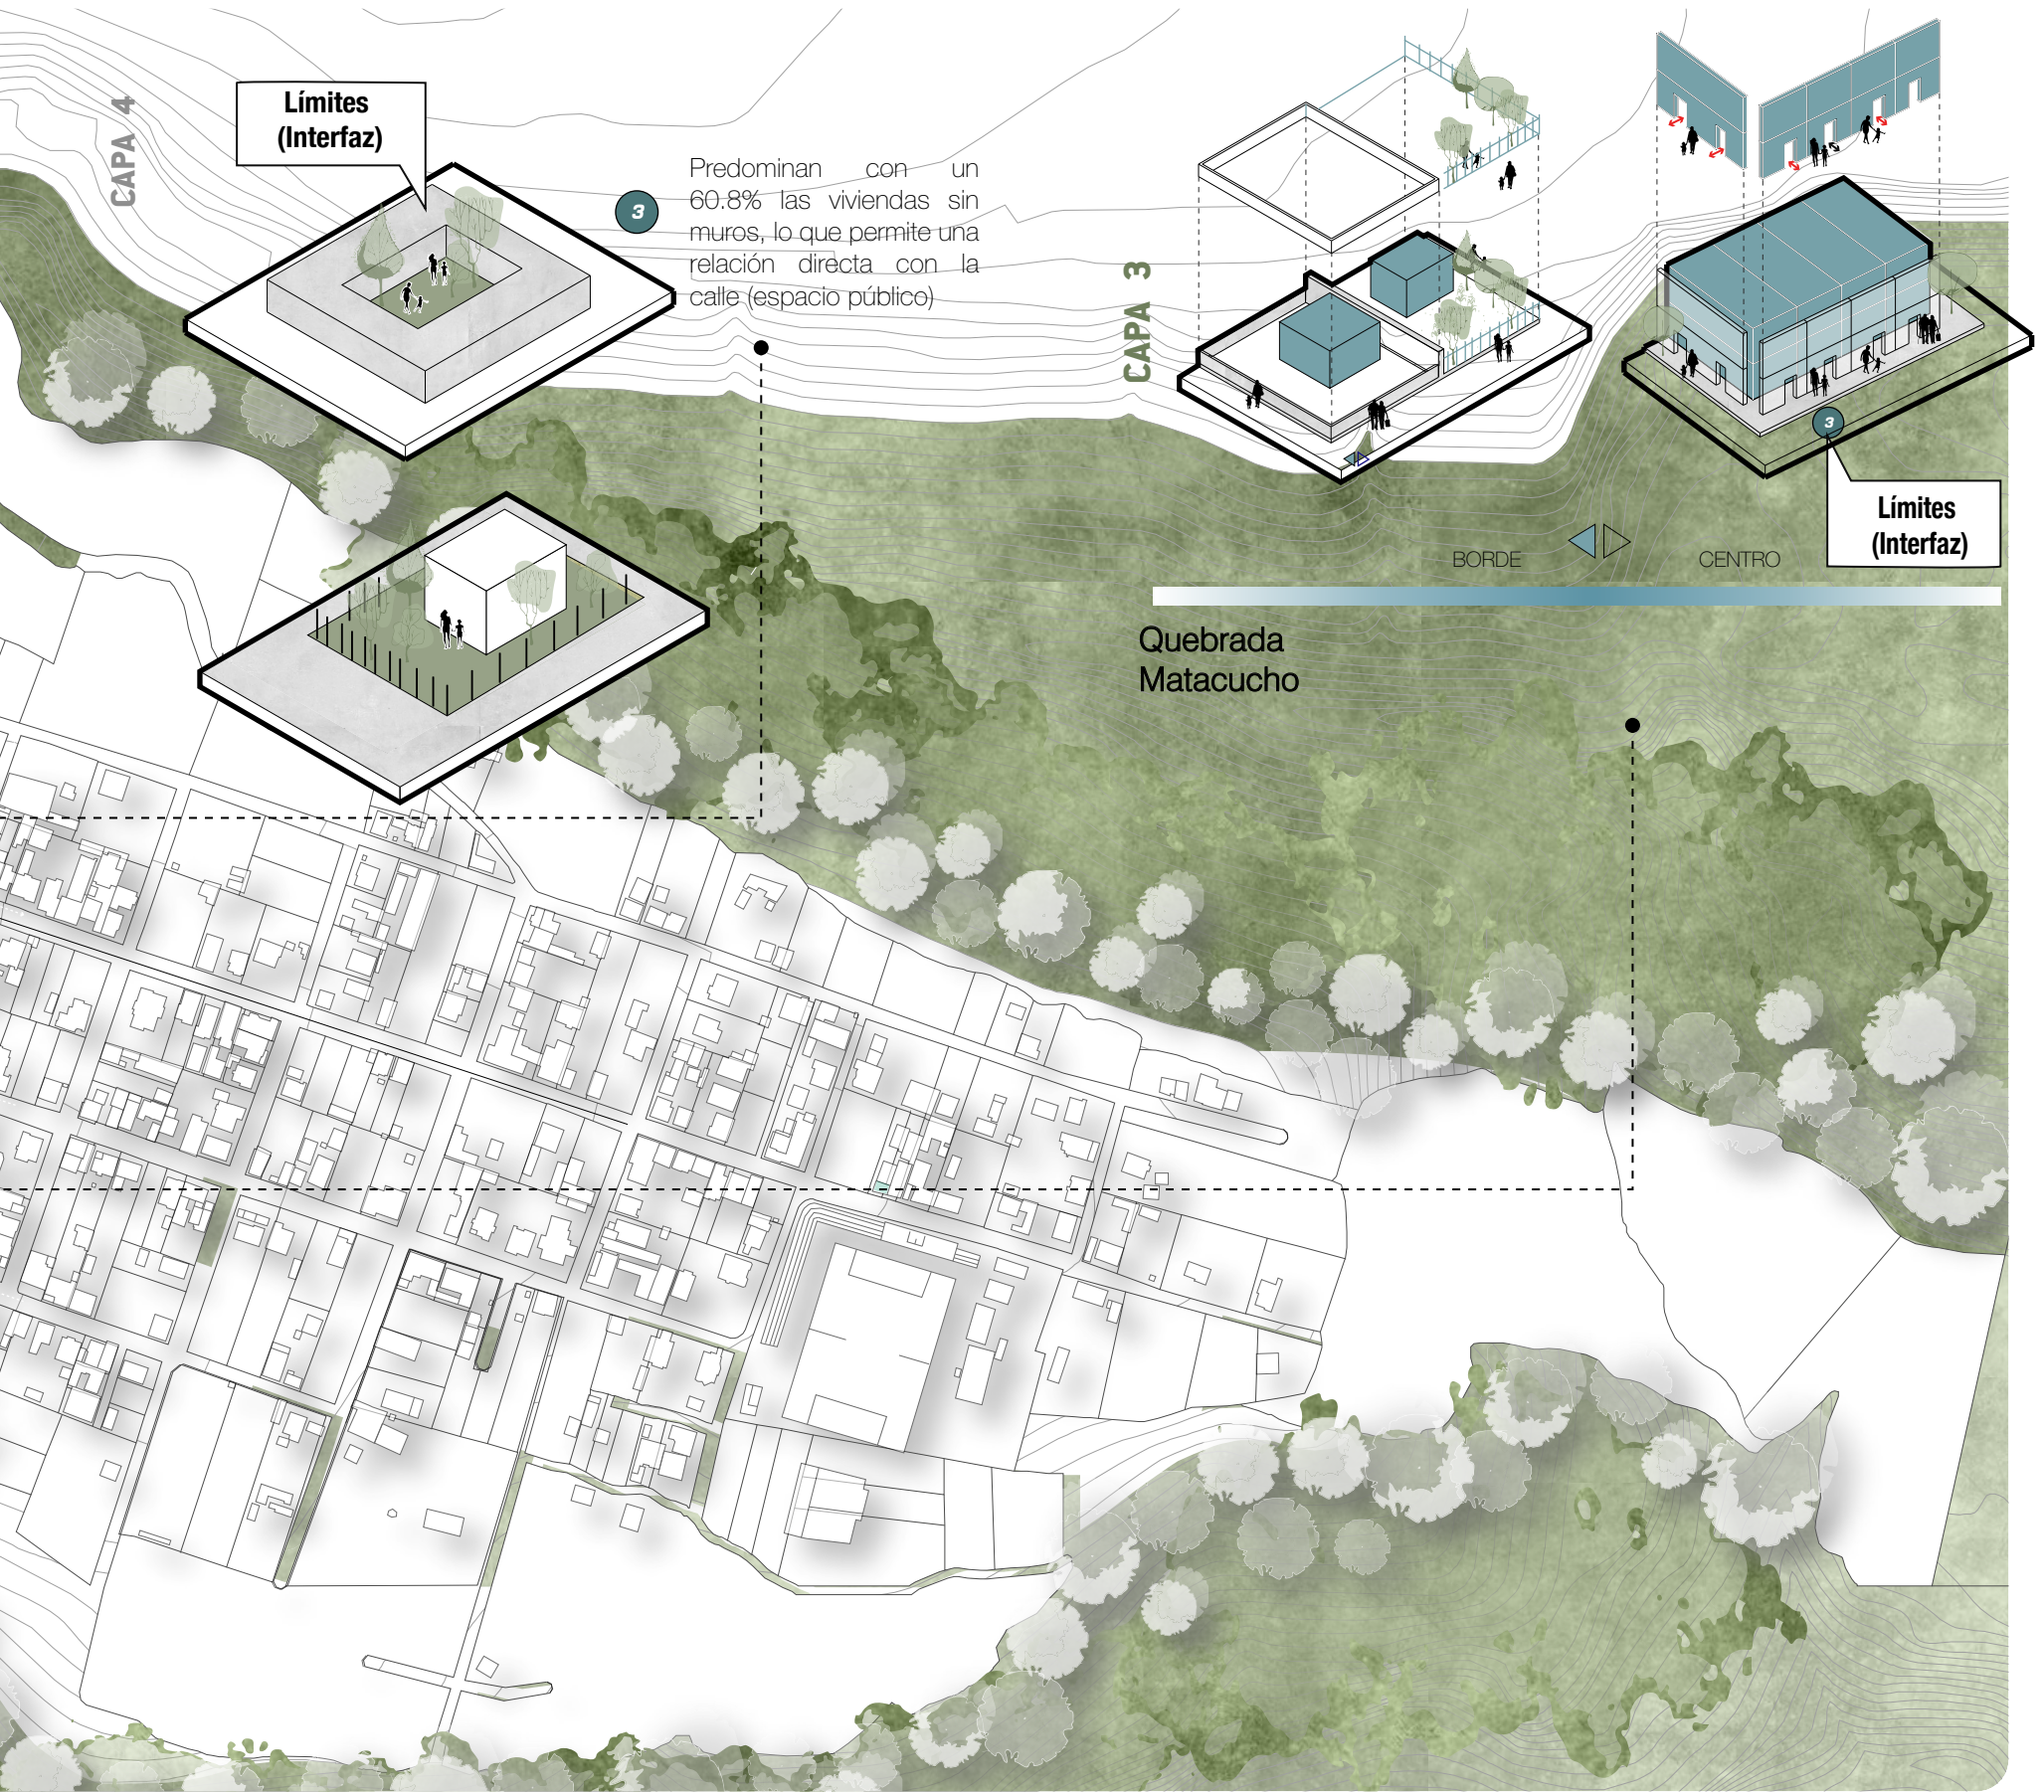 CAPA 4
Límites
(Interfaz)
3
Predominan con un
60.8% las viviendas sin
muros, lo que permite una
relación directa con la
calle (espacio público)
CAPA 3
3
Límites
(Interfaz)
BORDE
CENTRO
Quebrada
Matacucho